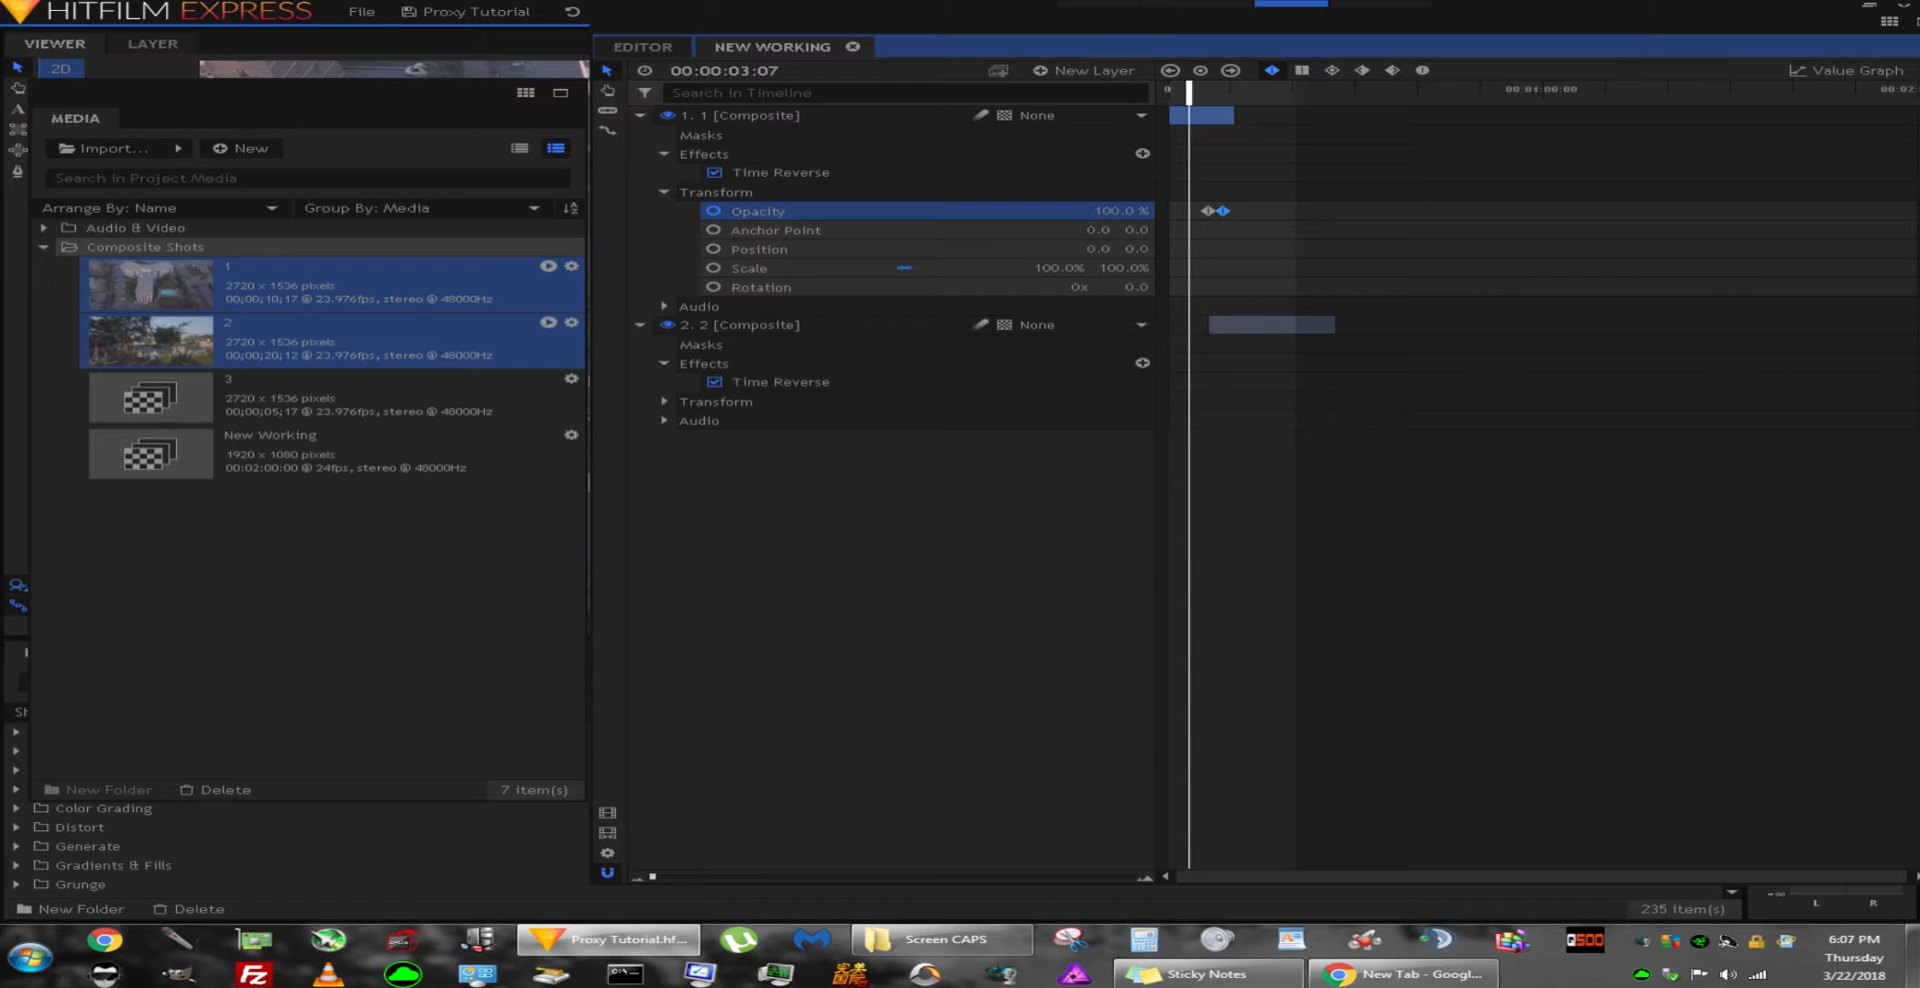 HITFILM EXPRESS
File
Proxy Tutorial
VIEWER
LAYER
2D
MEDIA
Import...
New
Search in Project Media
Arrange By: Name
Group By: Media
Audio & Video
Composite Shots
1
2720 x 1536 pixels
00;00;10;17 @ 23.976fps, stereo @ 48000Hz
2
2720 x 1536 pixels
00;00;20;12 @ 23.976fps, stereo @ 48000Hz
3
2720 x 1536 pixels
00;00;05;17 @ 23.976fps, stereo @ 48000Hz
New Working
1920 x 1080 pixels
00:02:00:00 @ 24fps, stereo @ 48000Hz
New Folder
Delete
7 item(s)
Color Grading
Distort
Generate
Gradients & Fills
Grunge
New Folder
Delete
235 item(s)
EDITOR
NEW WORKING
00:00:03:07
New Layer
Value Graph
Search in Timeline
0
00:01:00:00
00:02:
1. 1 [Composite]
None
Masks
Effects
Time Reverse
Transform
Opacity
100.0 %
Anchor Point
0.0 0.0
Position
0.0 0.0
Scale
100.0% 100.0%
Rotation
0x 0.0
Audio
2. 2 [Composite]
None
Masks
Effects
Time Reverse
Transform
Audio
L
R
Proxy Tutorial.hf...
Screen CAPS
Q500
6:07 PM
Thursday
3/22/2018
Sticky Notes
New Tab - Googl...